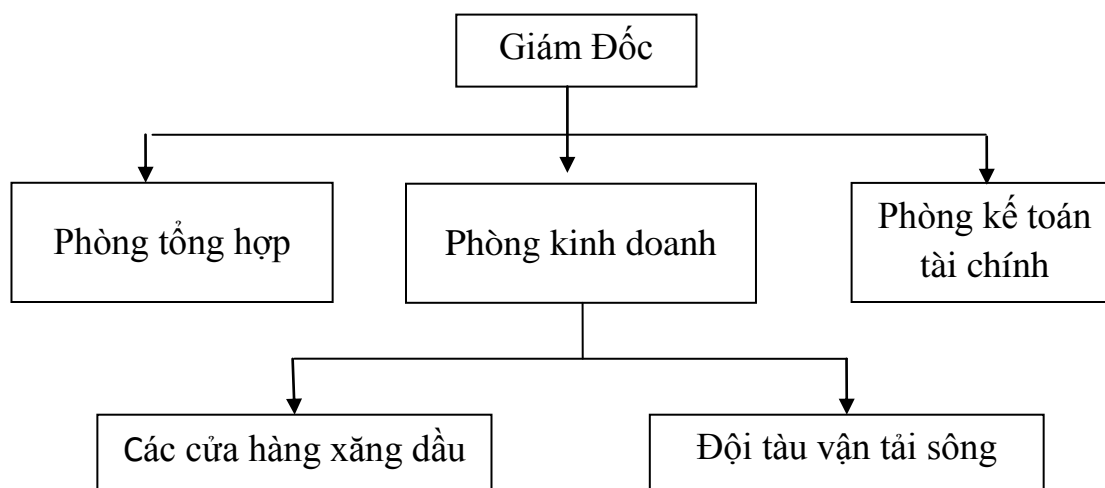 Giám Đốc
Phòng tổng hợp
Phòng kinh doanh
Phòng kế toán
tài chính
Các cửa hàng xăng dầu
Đội tàu vận tải sông